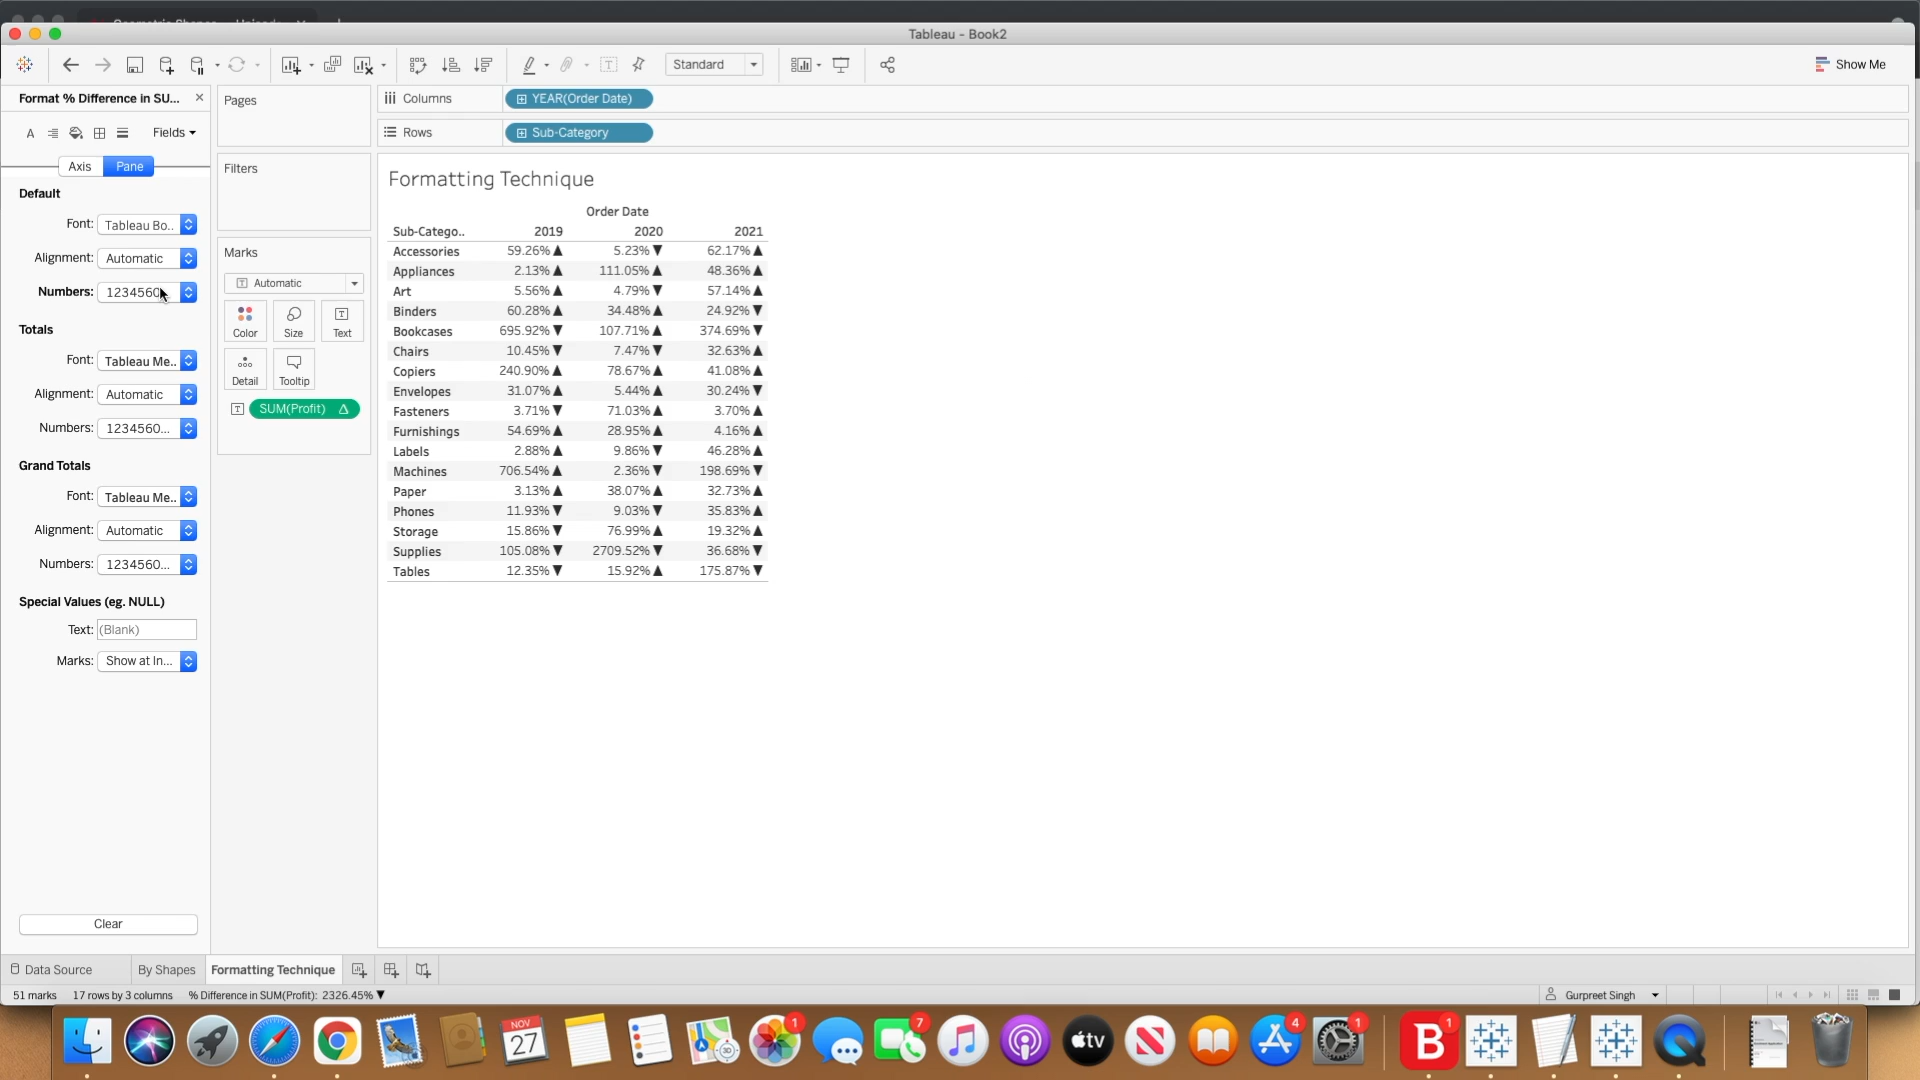 Tableau - Book2
Standard
Show Me
Format % Difference in SU...
Fields
Axis
Pane
Default
Font: Tableau Bo..
Alignment: Automatic
Numbers: 1234560
Totals
Font: Tableau Me..
Alignment: Automatic
Numbers: 1234560...
Grand Totals
Font: Tableau Me..
Alignment: Automatic
Numbers: 1234560...
Special Values (eg. NULL)
Text: (Blank)
Marks: Show at In...
Clear
Pages
Filters
Marks
Automatic
Color
Size
Text
Detail
Tooltip
SUM(Profit) Δ
Columns
YEAR(Order Date)
Rows
Sub-Category
Formatting Technique
Order Date
Sub-Catego.. 2019 2020 2021
Accessories 59.26% ▲ 5.23% ▼ 62.17% ▲
Appliances 2.13% ▲ 111.05% ▲ 48.36% ▲
Art 5.56% ▲ 4.79% ▼ 57.14% ▲
Binders 60.28% ▲ 34.48% ▲ 24.92% ▼
Bookcases 695.92% ▼ 107.71% ▲ 374.69% ▼
Chairs 10.45% ▼ 7.47% ▼ 32.63% ▲
Copiers 240.90% ▲ 78.67% ▲ 41.08% ▲
Envelopes 31.07% ▲ 5.44% ▲ 30.24% ▼
Fasteners 3.71% ▼ 71.03% ▲ 3.70% ▲
Furnishings 54.69% ▲ 28.95% ▲ 4.16% ▲
Labels 2.88% ▲ 9.86% ▼ 46.28% ▲
Machines 706.54% ▲ 2.36% ▼ 198.69% ▼
Paper 3.13% ▲ 38.07% ▲ 32.73% ▲
Phones 11.93% ▼ 9.03% ▼ 35.83% ▲
Storage 15.86% ▼ 76.99% ▲ 19.32% ▲
Supplies 105.08% ▼ 2709.52% ▼ 36.68% ▼
Tables 12.35% ▼ 15.92% ▲ 175.87% ▼
Data Source
By Shapes
Formatting Technique
51 marks 17 rows by 3 columns % Difference in SUM(Profit): 2326.45% ▼
Gurpreet Singh
NOV
27
1
7
tv
4
1
B
1